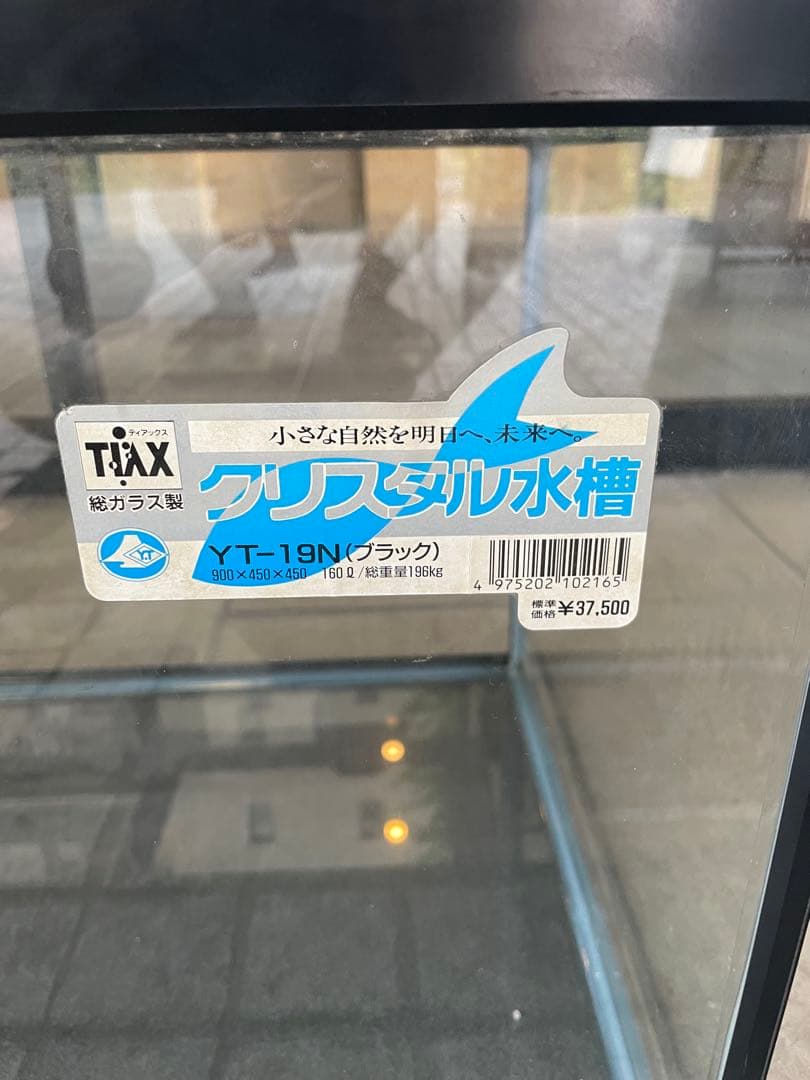 小さな自然を明日へ、未来へ。
ティアックス
TIAX
総ガラス製
クリスタル水槽
YT
YT-19N(ブラック)
900×450×450 160ℓ/総重量196kg
4 975202 102165
標準価格 ¥37,500